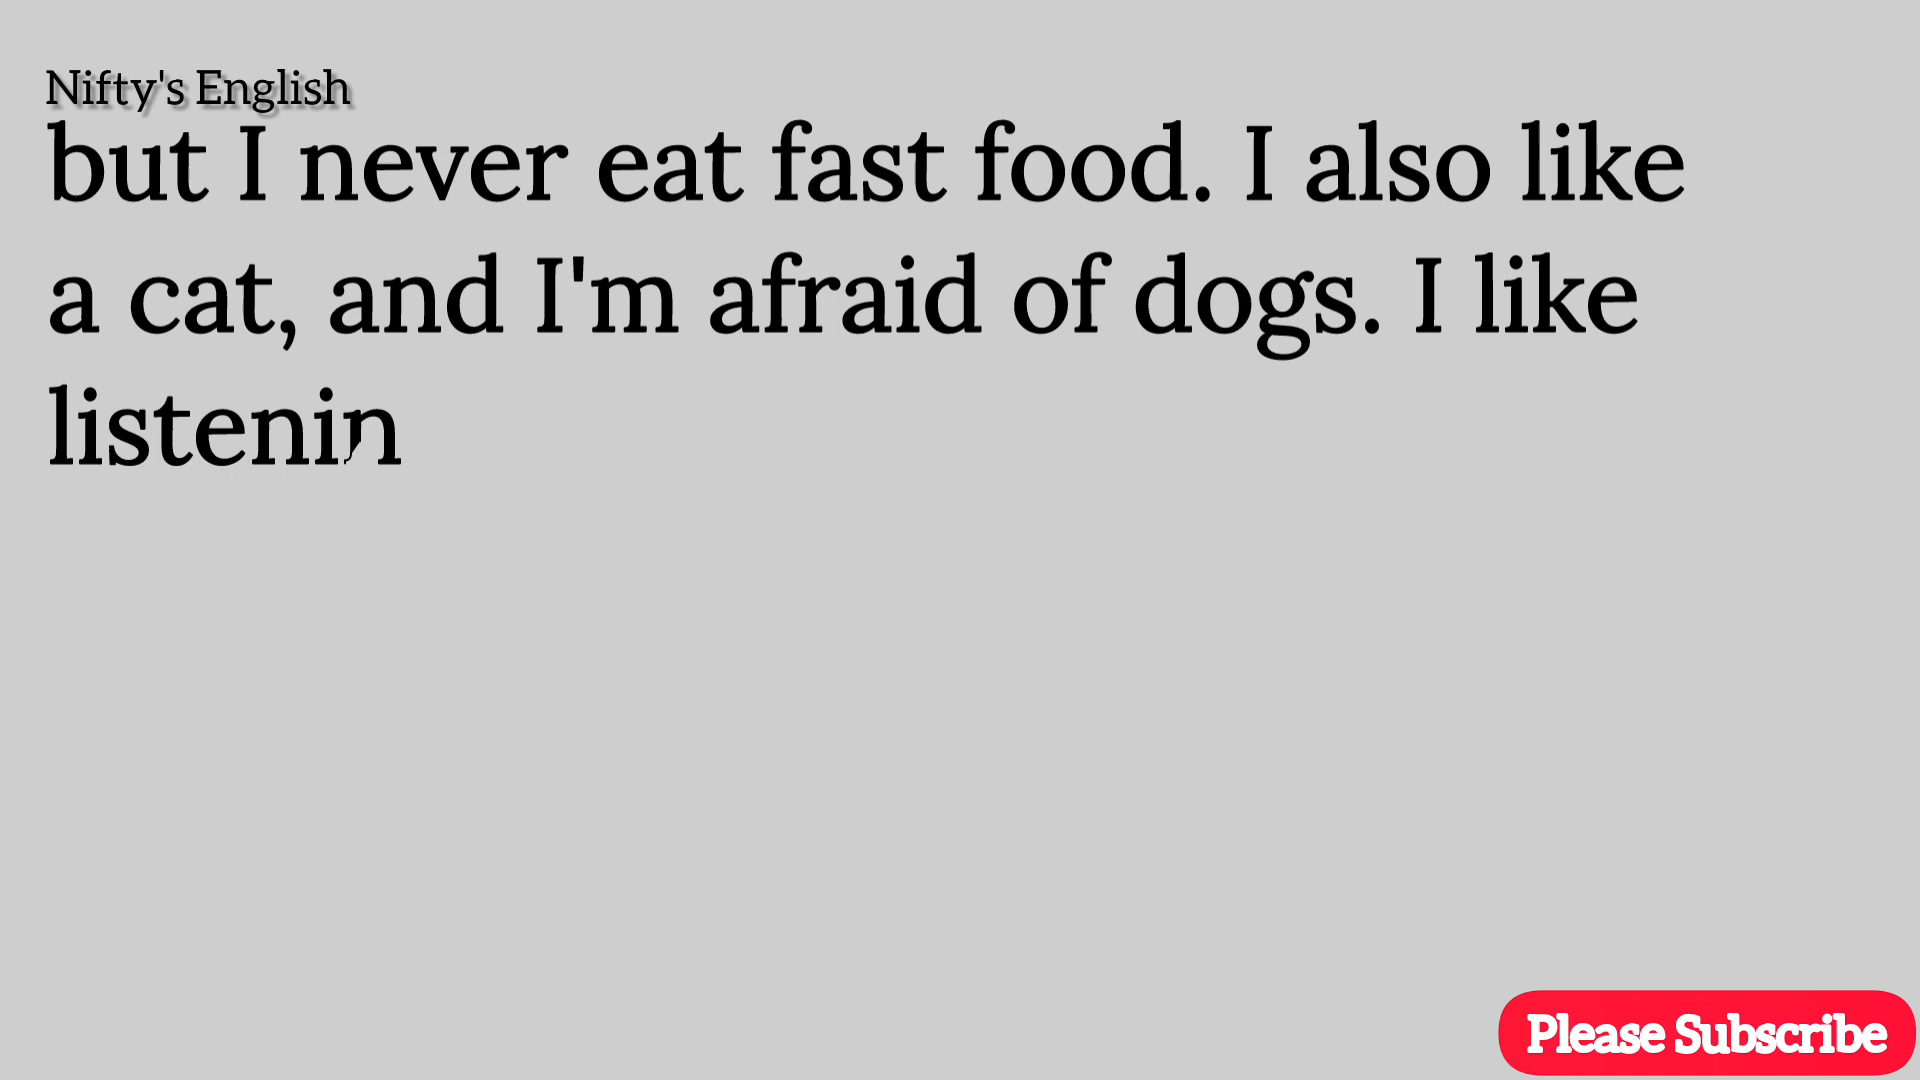 Nifty's English
but I never eat fast food. I also like
a cat, and I'm afraid of dogs. I like
listenin
Please Subscribe